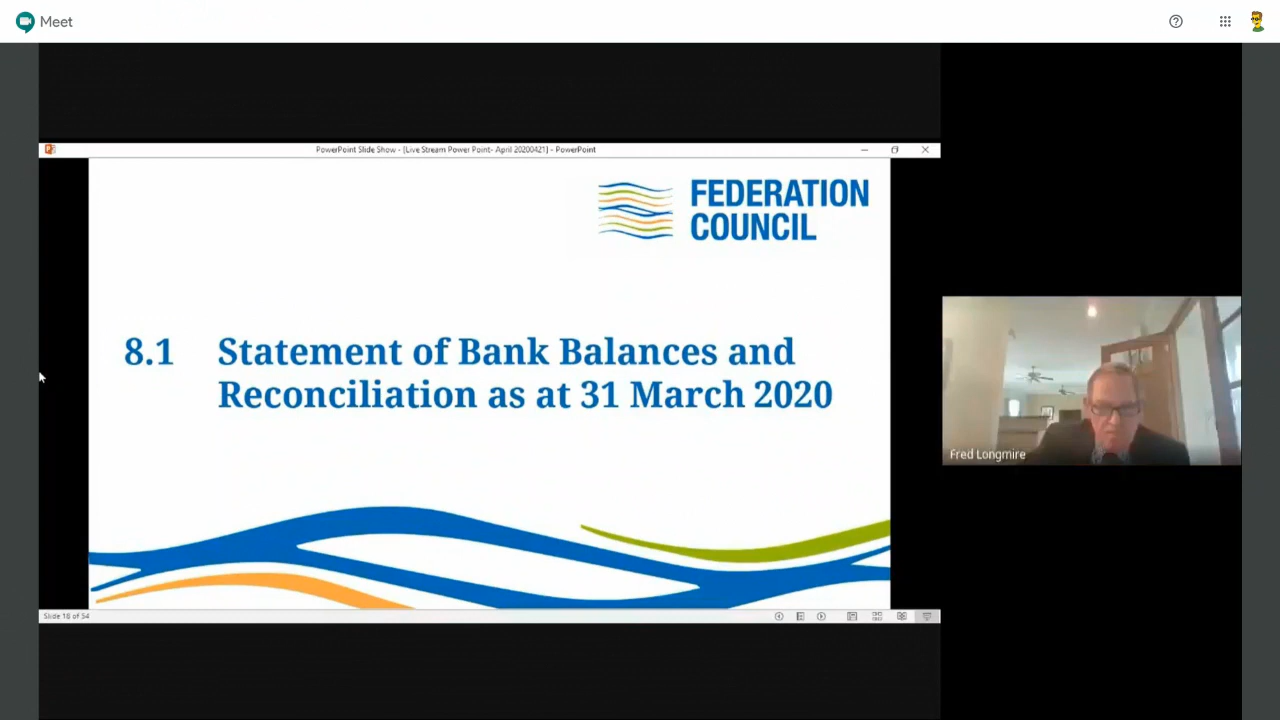 Meet
PowerPoint Slide Show - [Live Stream Power Point- April 20200421] - PowerPoint
FEDERATION
COUNCIL
8.1 Statement of Bank Balances and
Reconciliation as at 31 March 2020
Fred Longmire
Slide 16 of 54